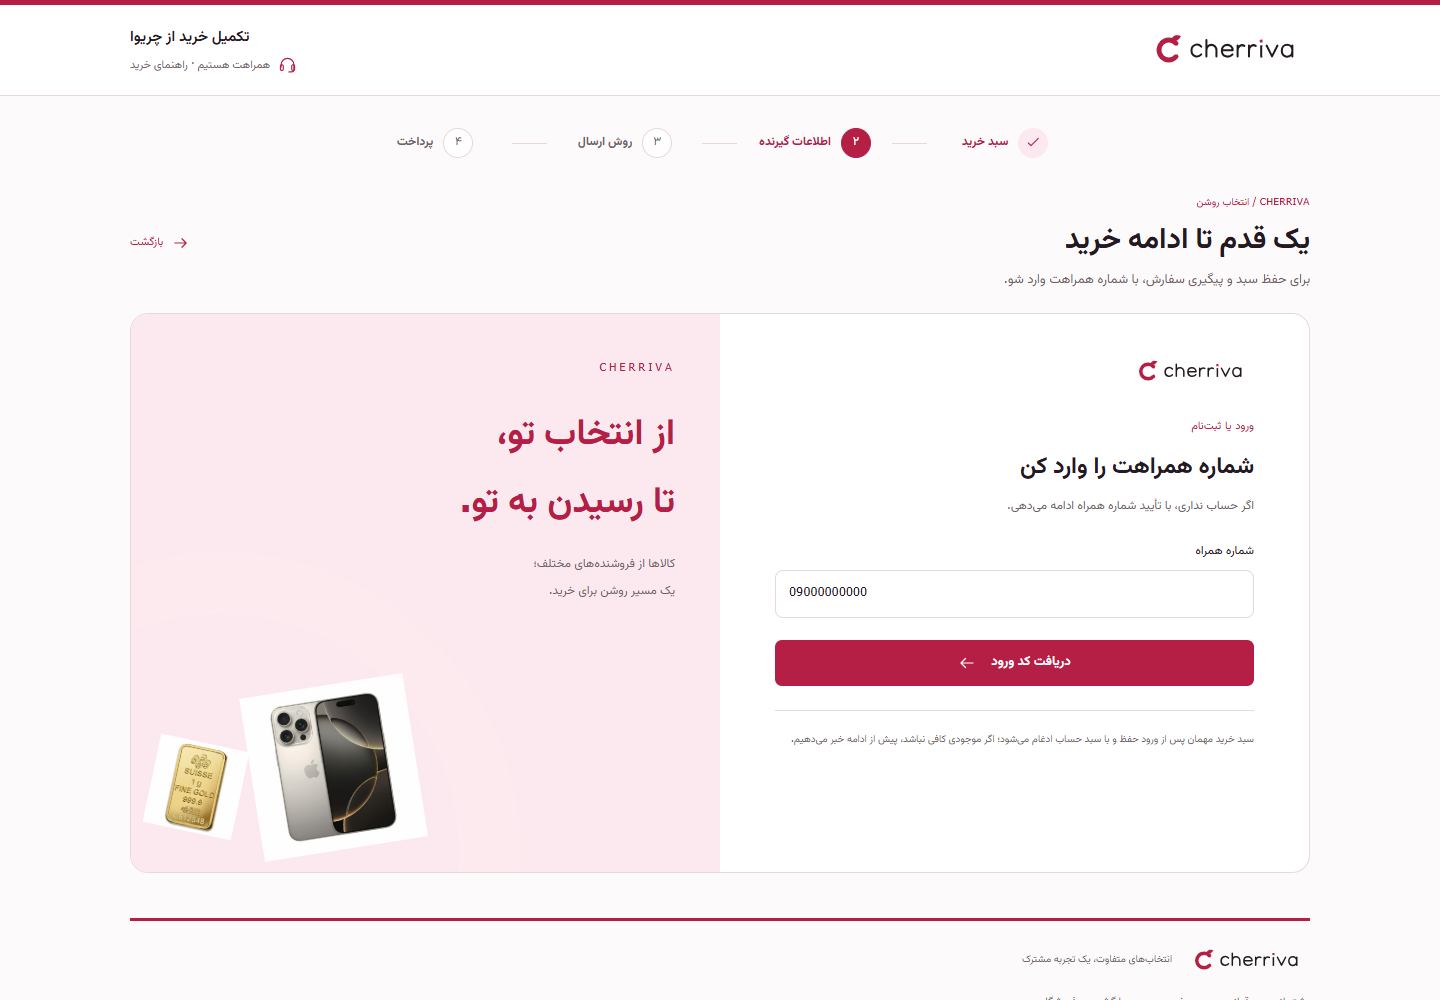 cherriva
تکمیل خرید از چریوا
همراهت هستیم • راهنمای خرید
سبد خرید
۲ اطلاعات گیرنده
۳ روش ارسال
۴ پرداخت
CHERRIVA / انتخاب روشن
یک قدم تا ادامه خرید
بازگشت
برای حفظ سبد و پیگیری سفارش، با شماره همراهت وارد شو.
cherriva
ورود یا ثبت‌نام
شماره همراهت را وارد کن
اگر حساب نداری، با تأیید شماره همراه ادامه می‌دهی.
شماره همراه
09000000000
دریافت کد ورود
سبد خرید مهمان پس از ورود حفظ و با سبد حساب ادغام می‌شود؛ اگر موجودی کافی نباشد، پیش از ادامه خبر می‌دهیم.
CHERRIVA
از انتخاب تو،
تا رسیدن به تو.
کالاها از فروشنده‌های مختلف؛
یک مسیر روشن برای خرید.
SUISSE
1 g
FINE GOLD
999.9
cherriva
انتخاب‌های متفاوت، یک تجربه مشترک